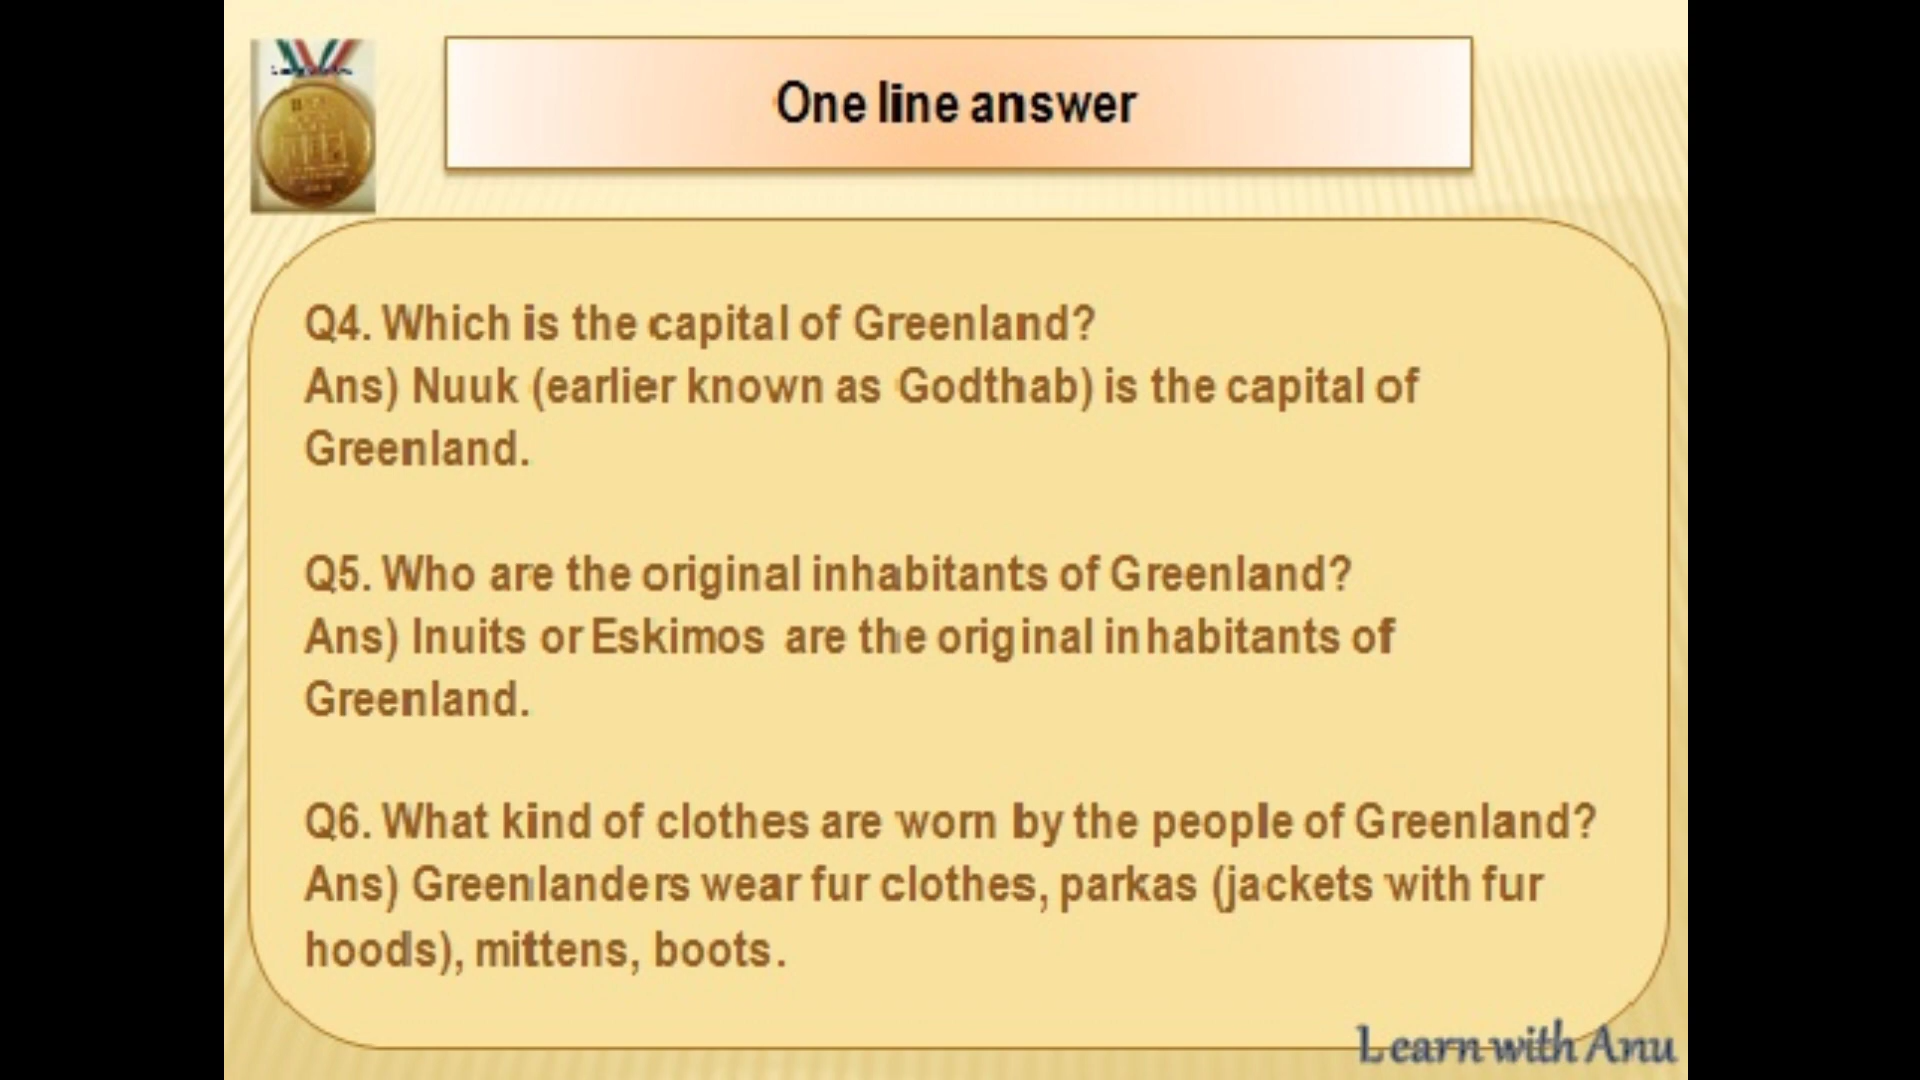 One line answer
Q4. Which is the capital of Greenland?
Ans) Nuuk (earlier known as Godthab) is the capital of
Greenland.
Q5. Who are the original inhabitants of Greenland?
Ans) Inuits or Eskimos are the original inhabitants of
Greenland.
Q6. What kind of clothes are worn by the people of Greenland?
Ans) Greenlanders wear fur clothes, parkas (jackets with fur
hoods), mittens, boots.
Learn with Anu